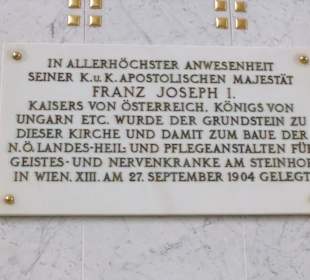 IN ALLERHÖCHSTER ANWESENHEIT
SEINER K.u.K. APOSTOLISCHEN MAJESTÄT
FRANZ JOSEPH I.
KAISERS VON ÖSTERREICH, KÖNIGS VON
UNGARN ETC. WURDE DER GRUNDSTEIN ZU
DIESER KIRCHE UND DAMIT ZUM BAUE DER
N.Ö. LANDES-HEIL- UND PFLEGEANSTALTEN FÜR
GEISTES- UND NERVENKRANKE AM STEINHOF
IN WIEN, XIII. AM 27. SEPTEMBER 1904 GELEGT